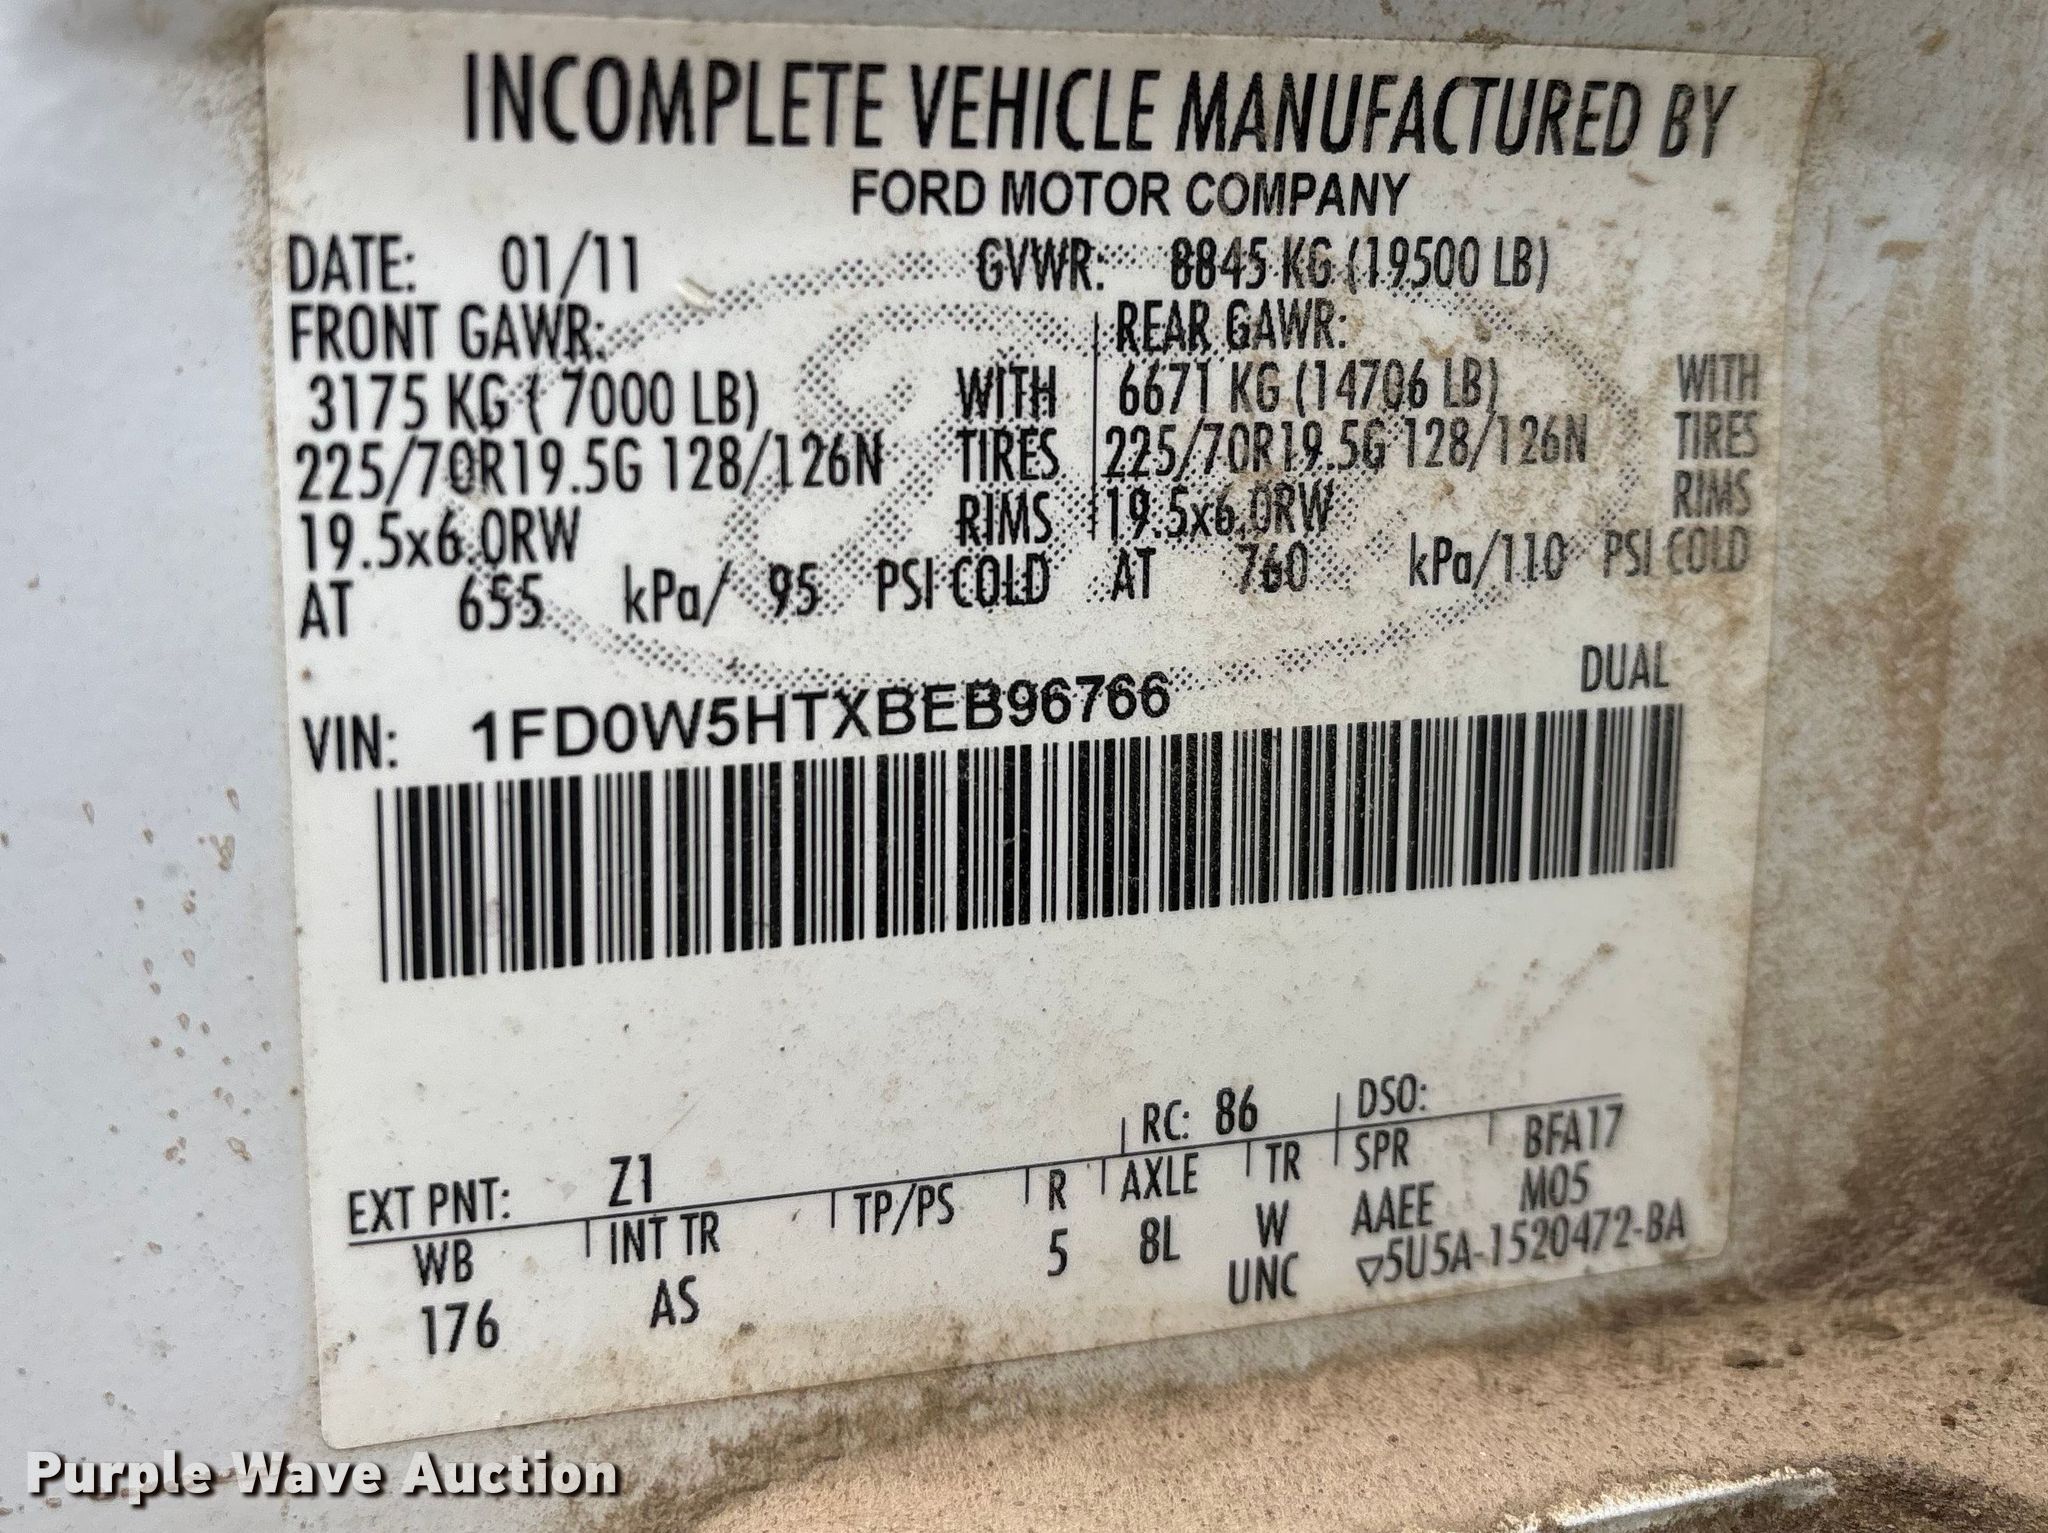 INCOMPLETE VEHICLE MANUFACTURED BY
FORD MOTOR COMPANY
DATE: 01/11 GVWR: 8845 KG (19500 LB)
FRONT GAWR: REAR GAWR:
3175 KG ( 7000 LB) WITH 6671 KG (14706 LB) WITH
225/70R19.5G 128/126N TIRES 225/70R19.5G 128/126N TIRES
19.5x6.0RW RIMS 19.5x6.0RW RIMS
AT 655 kPa/ 95 PSI COLD AT 760 kPa/110 PSI COLD
VIN: 1FD0W5HTXBEB96766 DUAL
EXT PNT: Z1 RC: 86 DSO:
WB INT TR TP/PS R AXLE TR SPR BFA17
176 AS 5 8L W AAEE M05
UNC ▽5U5A-1520472-BA
Purple Wave Auction